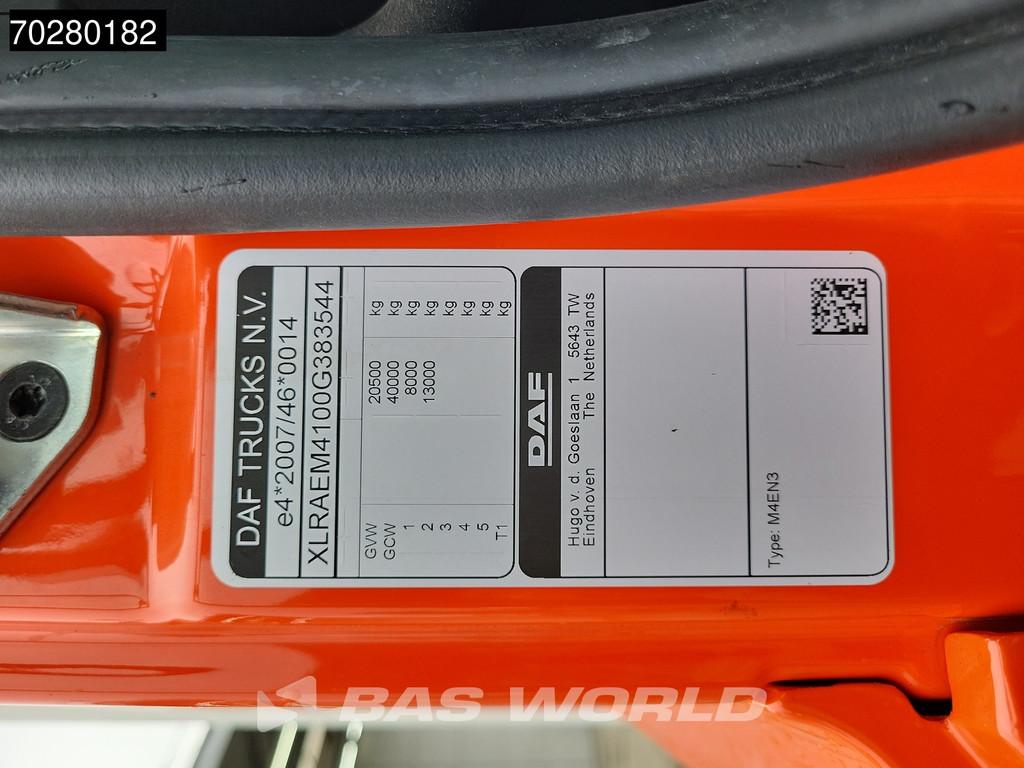 70280182
DAF TRUCKS N.V.
e4*2007/46*0014
XLRAEM4100G383544
GVW 20500 kg
GCW 40000 kg
1 8000 kg
2 13000 kg
3 kg
4 kg
5 kg
T1 kg
DAF
Hugo v. d. Goeslaan 1 5643 TW
Eindhoven The Netherlands
Type: M4EN3
BAS WORLD